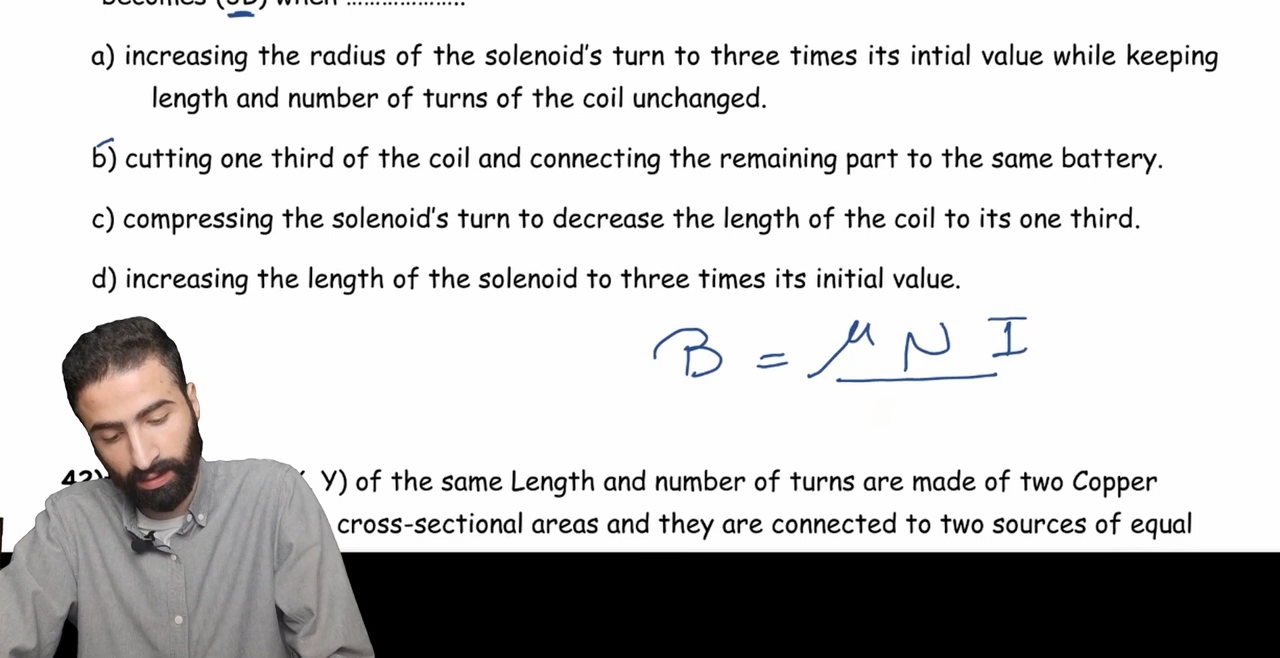 becomes (3B) when ......................
a) increasing the radius of the solenoid's turn to three times its intial value while keeping
length and number of turns of the coil unchanged.
b) cutting one third of the coil and connecting the remaining part to the same battery.
c) compressing the solenoid's turn to decrease the length of the coil to its one third.
d) increasing the length of the solenoid to three times its initial value.
B = μ N I
42)
Y) of the same Length and number of turns are made of two Copper
cross-sectional areas and they are connected to two sources of equal